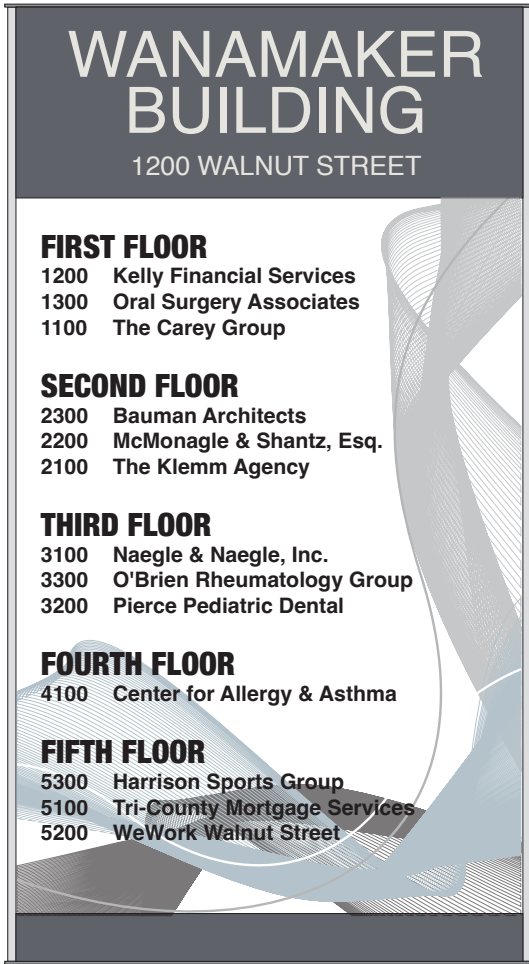 WANAMAKER
BUILDING
1200 WALNUT STREET
FIRST FLOOR
1200 Kelly Financial Services
1300 Oral Surgery Associates
1100 The Carey Group
SECOND FLOOR
2300 Bauman Architects
2200 McMonagle & Shantz, Esq.
2100 The Klemm Agency
THIRD FLOOR
3100 Naegle & Naegle, Inc.
3300 O'Brien Rheumatology Group
3200 Pierce Pediatric Dental
FOURTH FLOOR
4100 Center for Allergy & Asthma
FIFTH FLOOR
5300 Harrison Sports Group
5100 Tri-County Mortgage Services
5200 WeWork Walnut Street